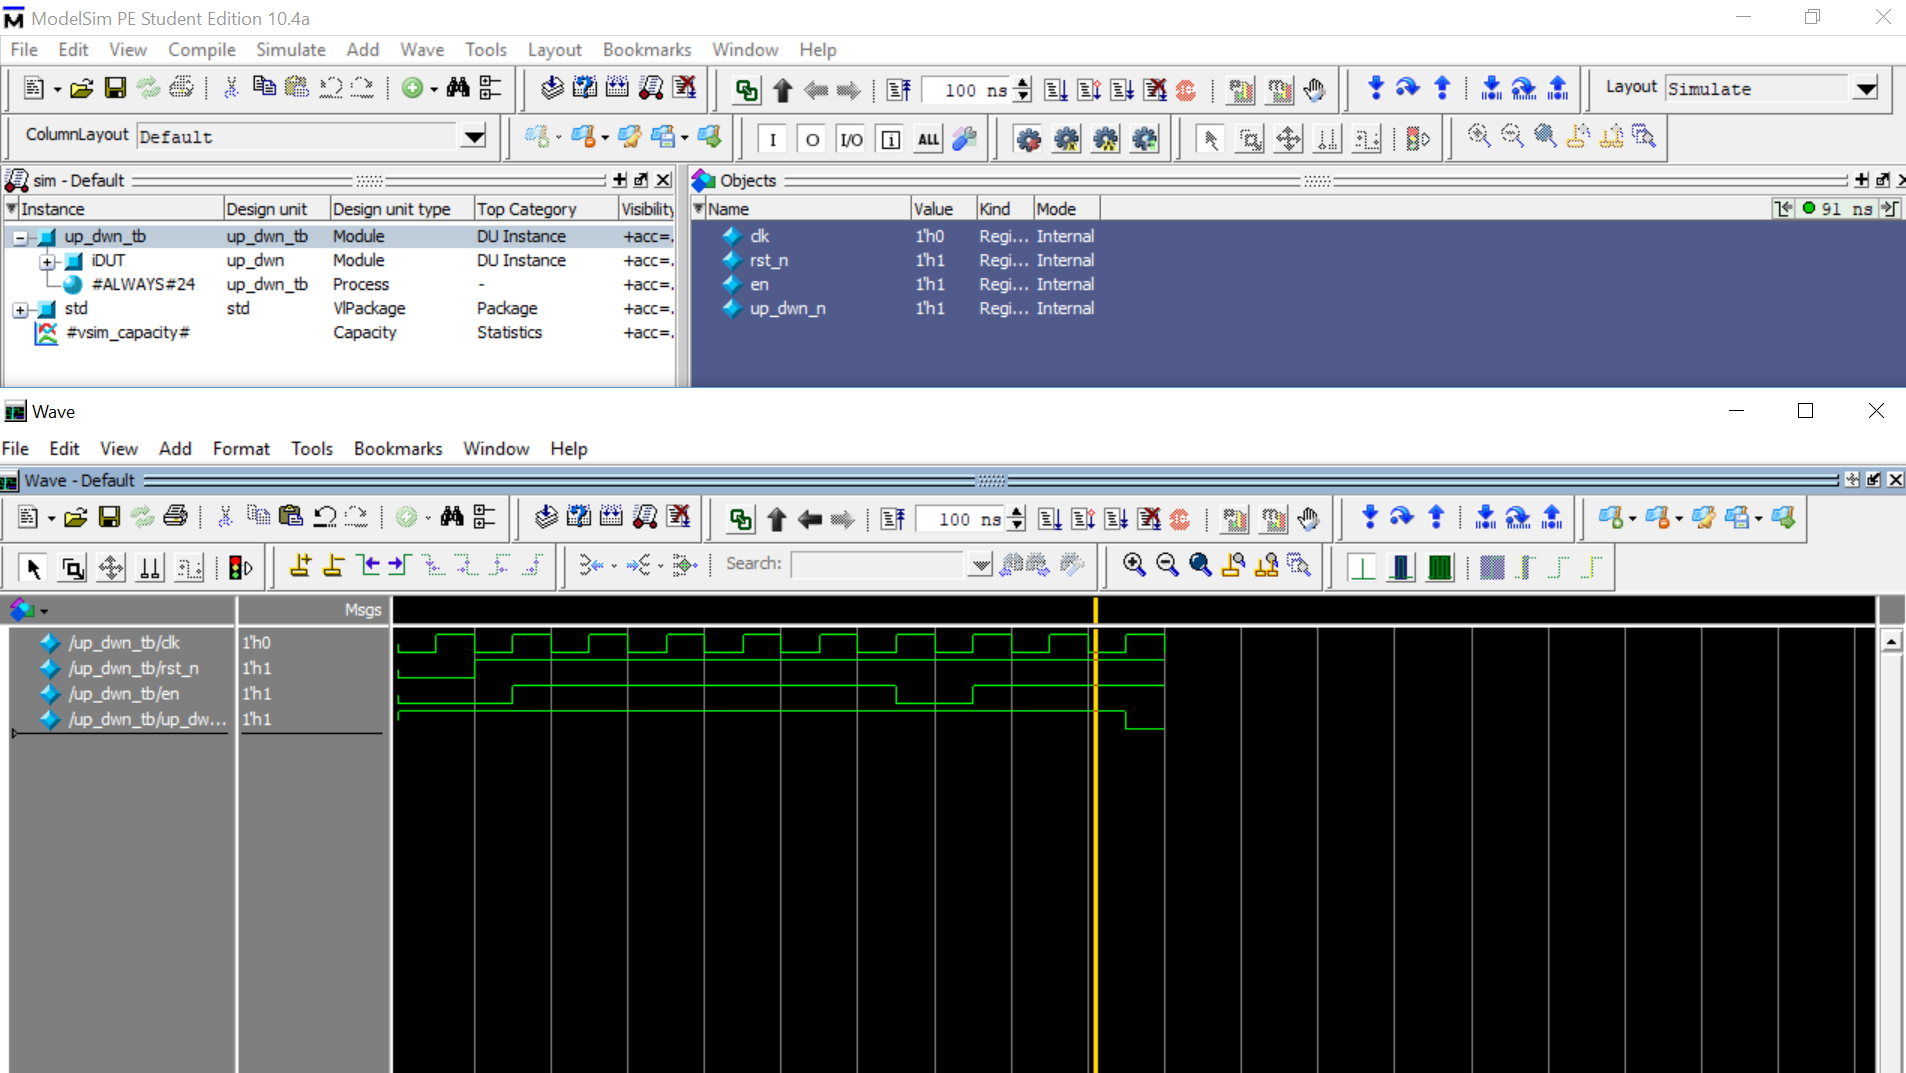 ModelSim PE Student Edition 10.4a
File Edit View Compile Simulate Add Wave Tools Layout Bookmarks Window Help
100 ns Layout Simulate
ColumnLayout Default I O I/O ALL
sim - Default
Instance Design unit Design unit type Top Category Visibility
up_dwn_tb up_dwn_tb Module DU Instance +acc=.
iDUT up_dwn Module DU Instance +acc=.
#ALWAYS#24 up_dwn_tb Process - +acc=.
std std VlPackage Package +acc=.
#vsim_capacity# Capacity Statistics +acc=.
Objects
Name Value Kind Mode 91 ns
clk 1'h0 Regi... Internal
rst_n 1'h1 Regi... Internal
en 1'h1 Regi... Internal
up_dwn_n 1'h1 Regi... Internal
Wave
File Edit View Add Format Tools Bookmarks Window Help
Wave - Default
100 ns
Search:
Msgs
/up_dwn_tb/clk 1'h0
/up_dwn_tb/rst_n 1'h1
/up_dwn_tb/en 1'h1
/up_dwn_tb/up_dw... 1'h1